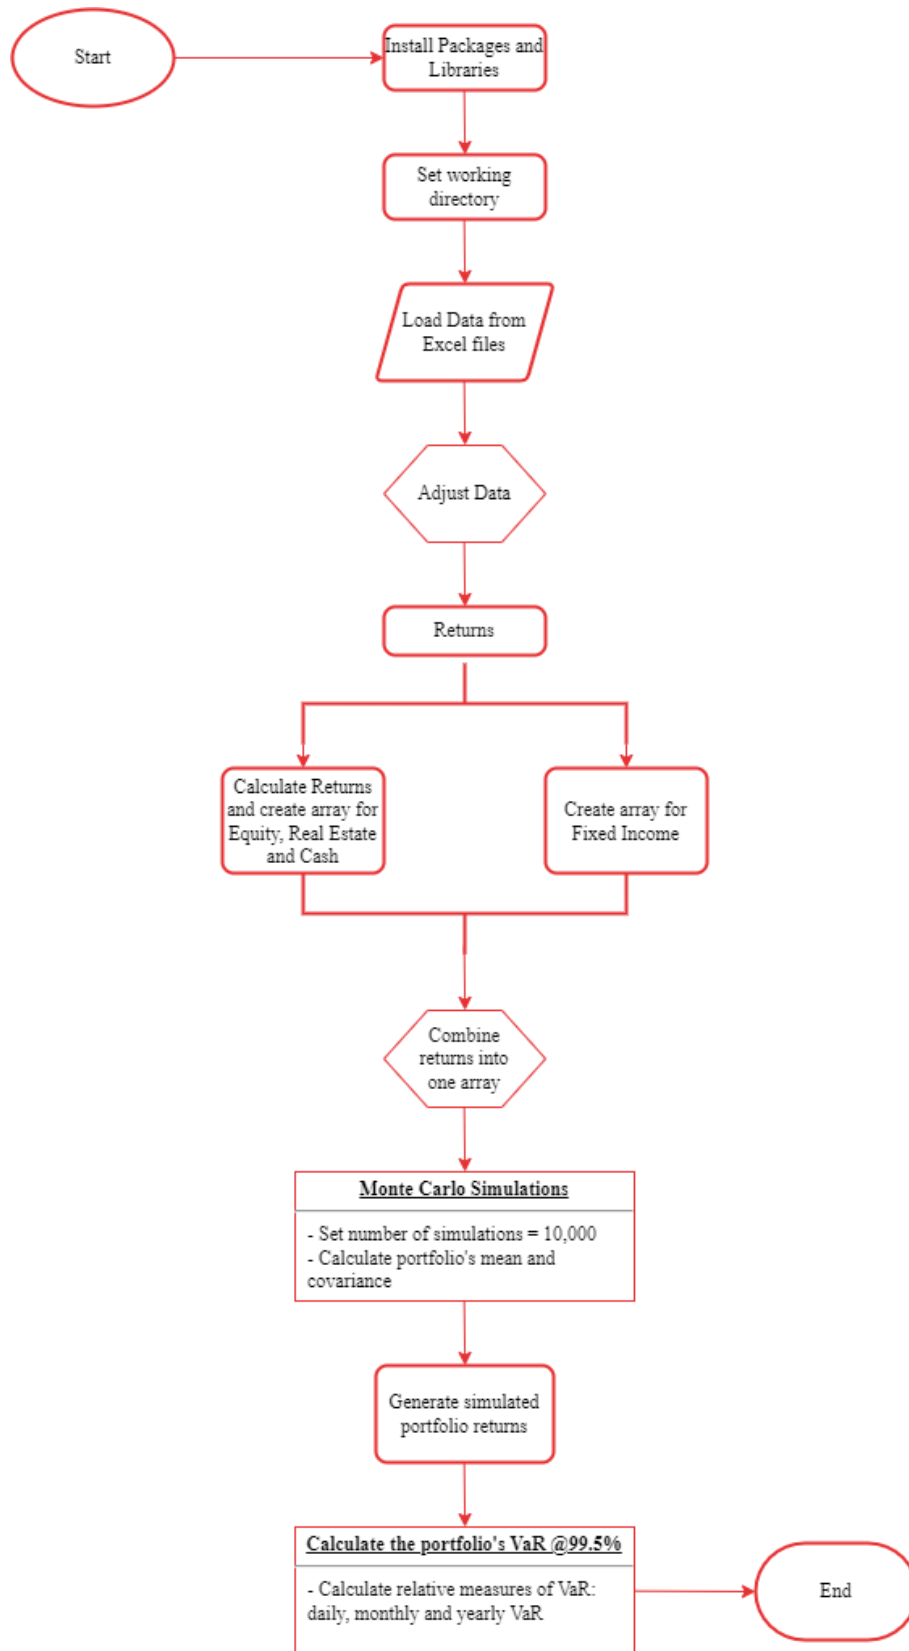 Start
Install Packages and
Libraries
Set working
directory
Load Data from
Excel files
Adjust Data
Returns
Calculate Returns
and create array for
Equity, Real Estate
and Cash
Create array for
Fixed Income
Combine
returns into
one array
Monte Carlo Simulations
- Set number of simulations = 10,000
- Calculate portfolio's mean and
covariance
Generate simulated
portfolio returns
Calculate the portfolio's VaR @99.5%
- Calculate relative measures of VaR:
daily, monthly and yearly VaR
End